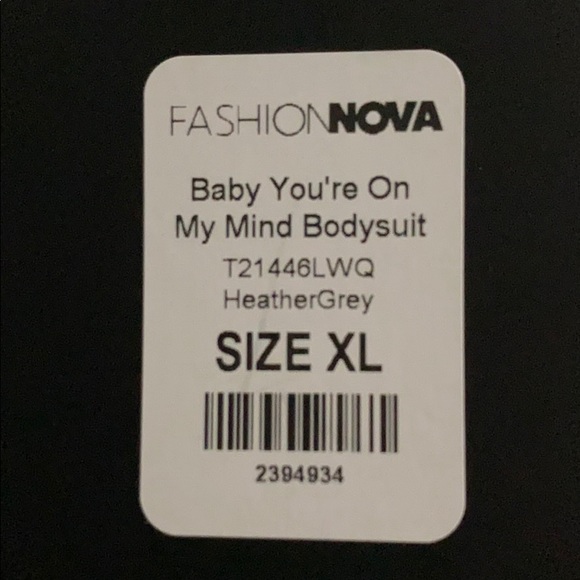 FASHIONNOVA
Baby You're On
My Mind Bodysuit
T21446LWQ
HeatherGrey
SIZE XL
2394934